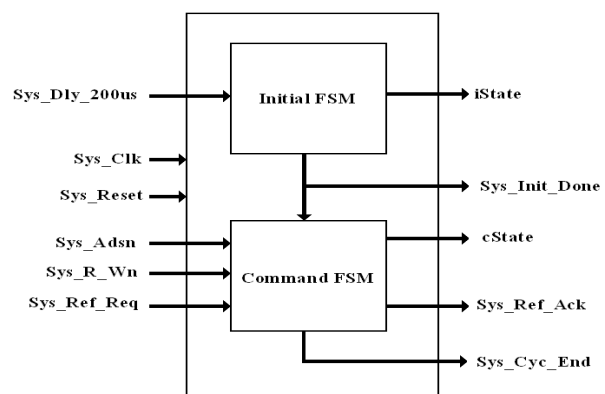 Sys_Dly_200us
Initial FSM
iState
Sys_Clk
Sys_Reset
Sys_Init_Done
Sys_Adsn
cState
Sys_R_Wn
Command FSM
Sys_Ref_Req
Sys_Ref_Ack
Sys_Cyc_End